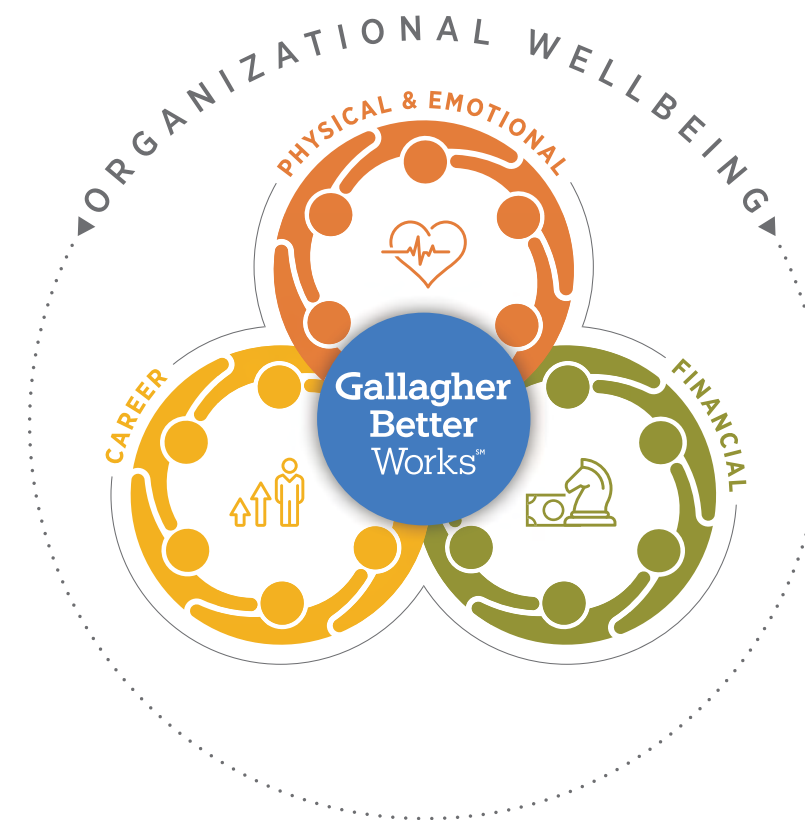 ORGANIZATIONAL WELLBEING
PHYSICAL & EMOTIONAL
CAREER
FINANCIAL
Gallagher
Better
Works℠